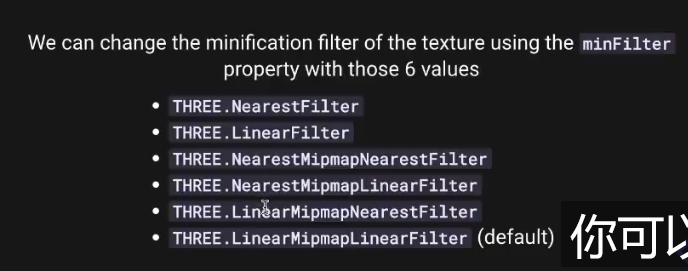 We can change the minification filter of the texture using the minFilter
property with those 6 values
• THREE.NearestFilter
• THREE.LinearFilter
• THREE.NearestMipmapNearestFilter
• THREE.NearestMipmapLinearFilter
• THREE.LinearMipmapNearestFilter
• THREE.LinearMipmapLinearFilter (default)
你可以